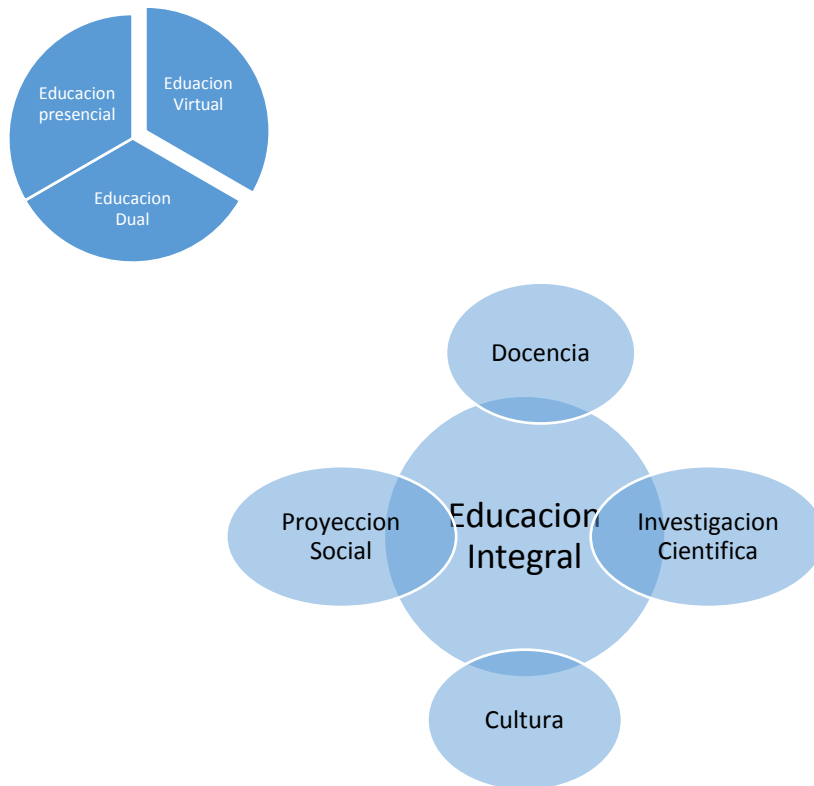 Educacion
presencial
Eduacion
Virtual
Educacion
Dual
Docencia
Proyeccion
Social
Educacion
Integral
Investigacion
Cientifica
Cultura